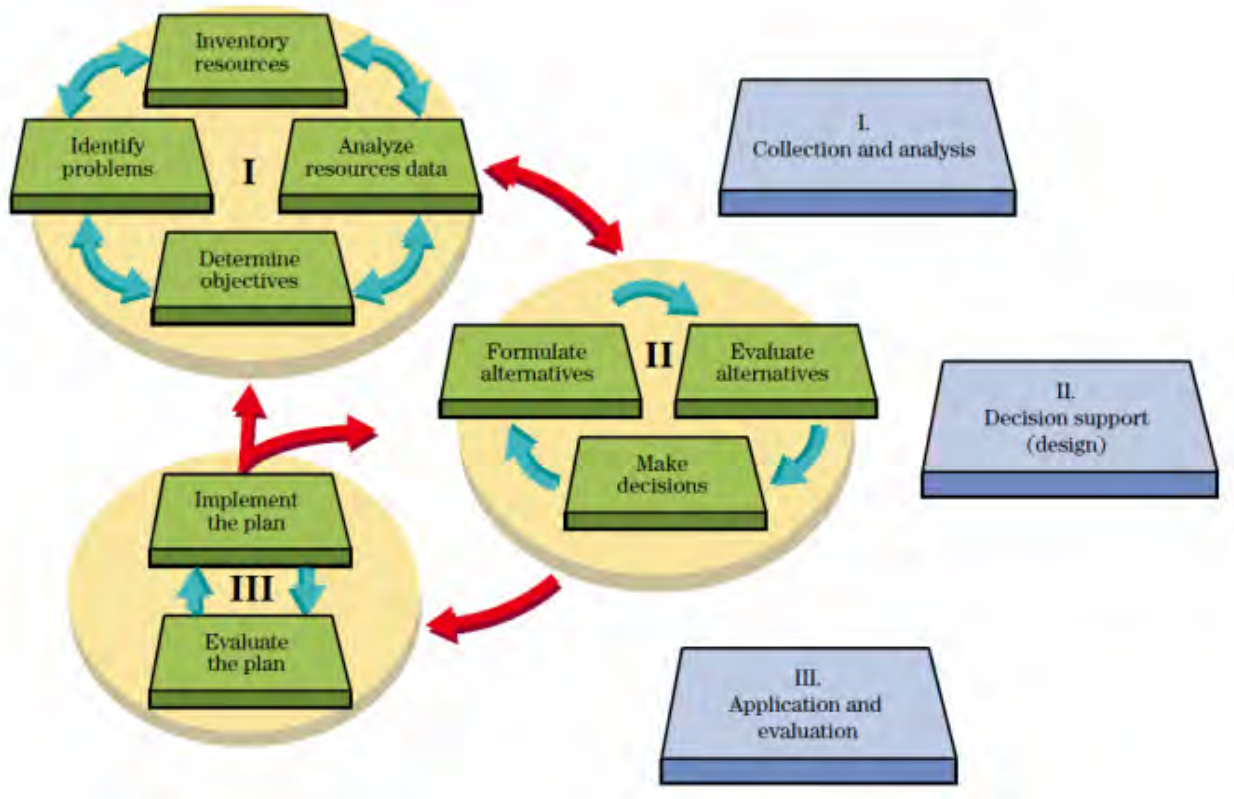 Inventory
resources
Identify
problems
I
Analyze
resources data
Determine
objectives
I.
Collection and analysis
Formulate
alternatives
II
Evaluate
alternatives
Make
decisions
II.
Decision support
(design)
Implement
the plan
III
Evaluate
the plan
III.
Application and
evaluation